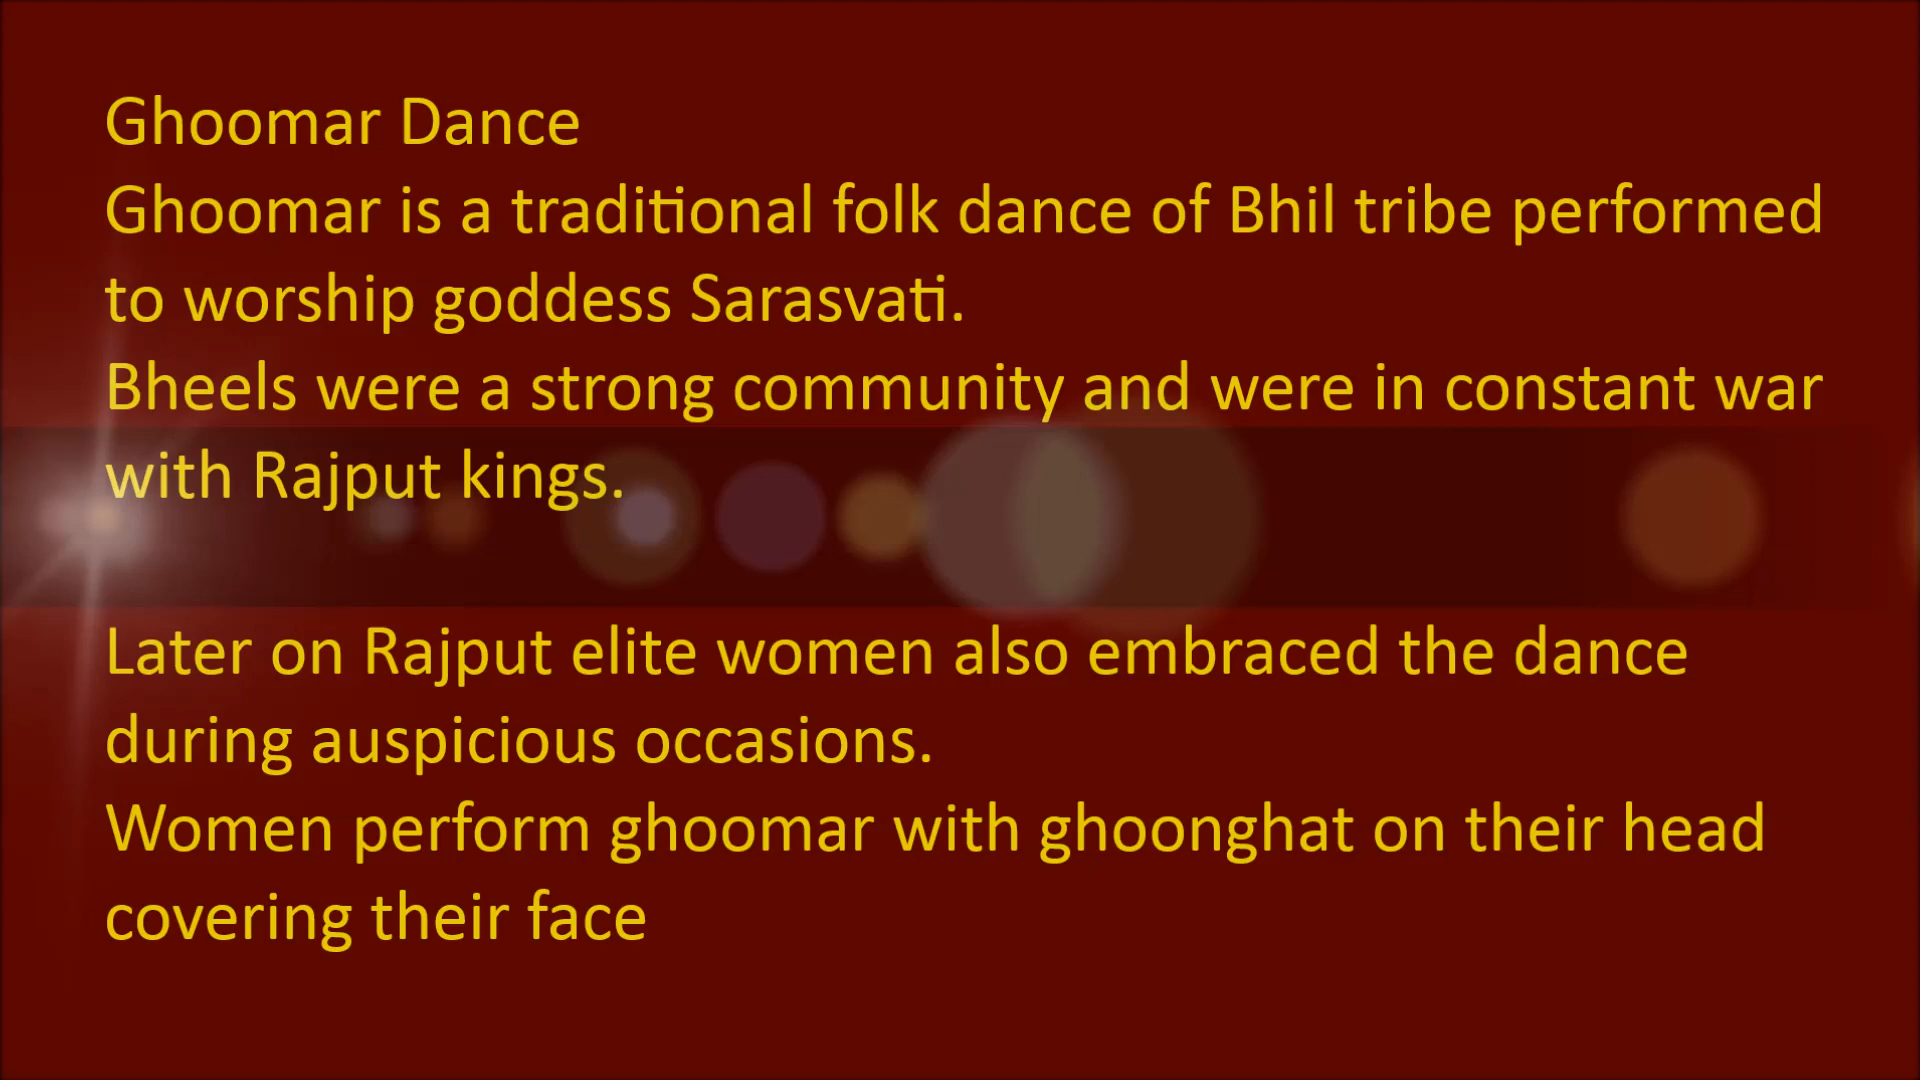 Ghoomar Dance
Ghoomar is a traditional folk dance of Bhil tribe performed
to worship goddess Sarasvati.
Bheels were a strong community and were in constant war
with Rajput kings.
Later on Rajput elite women also embraced the dance
during auspicious occasions.
Women perform ghoomar with ghoonghat on their head
covering their face